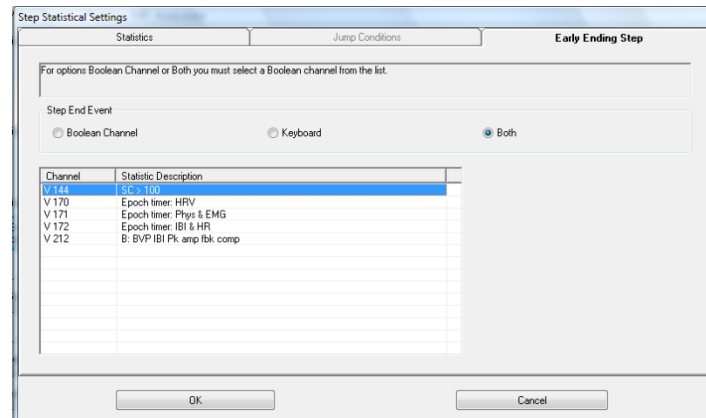 Step Statistical Settings
Statistics Jump Conditions Early Ending Step
For options Boolean Channel or Both you must select a Boolean channel from the list.
Step End Event
Boolean Channel Keyboard Both
Channel Statistic Description
V 144 SC > 100
V 170 Epoch timer: HRV
V 171 Epoch timer: Phys & EMG
V 172 Epoch timer: IBI & HR
V 212 B: BVP IBI Pk amp fbk comp
OK Cancel